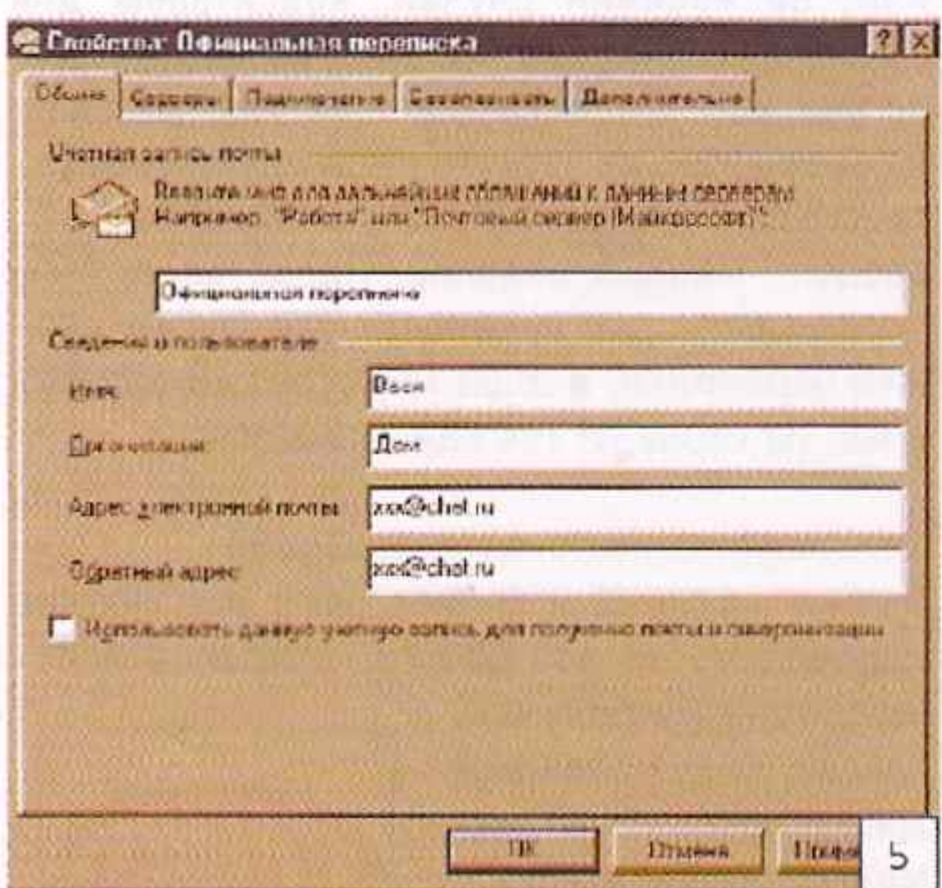 Свойства: Официальная переписка
Общие Серверы Подключение Безопасность Дополнительно
Учетная запись почты
Введите имя для дальнейших обращений к данным серверам.
Например: "Работа" или "Почтовый сервер (Майкрософт)".
Официальная переписка
Сведения о пользователе
Имя: Вася
Организация: Дом
Адрес электронной почты: xxx@chat.ru
Обратный адрес: xxx@chat.ru
Использовать данную учетную запись для получения почты и синхронизации
ОК Отмена
5